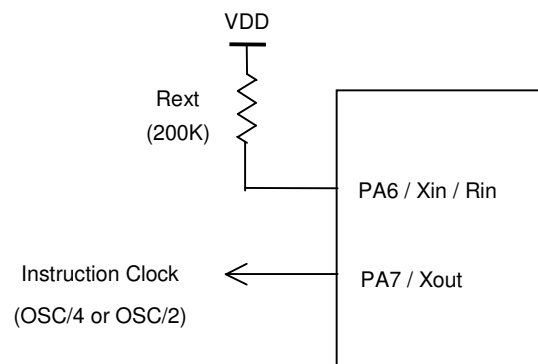 VDD
Rext
(200K)
PA6 / Xin / Rin
Instruction Clock
PA7 / Xout
(OSC/4 or OSC/2)